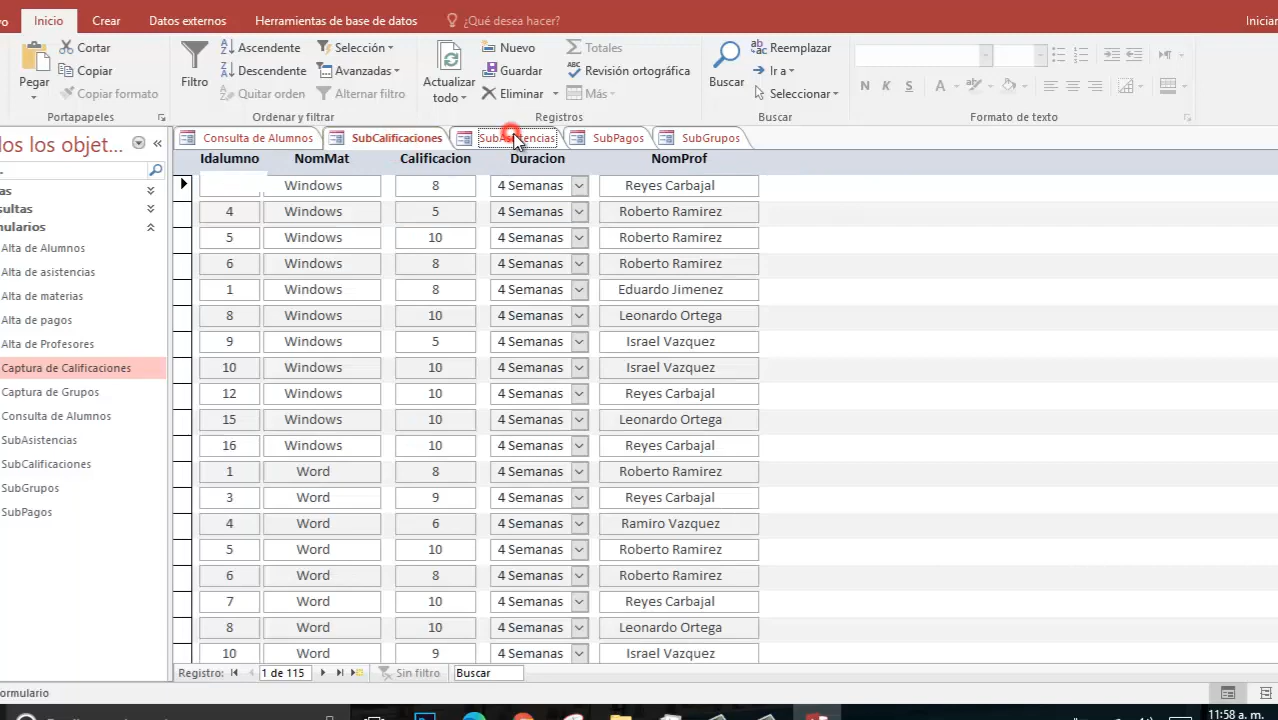 vo Inicio Crear Datos externos Herramientas de base de datos ¿Qué desea hacer? Iniciar
Pegar
Cortar
Copiar
Copiar formato
Portapapeles
Filtro
Ascendente
Descendente
Quitar orden
Selección
Avanzadas
Alternar filtro
Ordenar y filtrar
Actualizar
todo
Nuevo
Guardar
Eliminar
Totales
Revisión ortográfica
Más
Registros
Buscar
Reemplazar
Ir a
Seleccionar
Buscar
N K S A
Formato de texto
los los objet... «
as
sultas
mularios
Alta de Alumnos
Alta de asistencias
Alta de materias
Alta de pagos
Alta de Profesores
Captura de Calificaciones
Captura de Grupos
Consulta de Alumnos
SubAsistencias
SubCalificaciones
SubGrupos
SubPagos
Consulta de Alumnos SubCalificaciones SubAsistencias SubPagos SubGrupos
Idalumno NomMat Calificacion Duracion NomProf
Windows 8 4 Semanas Reyes Carbajal
4 Windows 5 4 Semanas Roberto Ramirez
5 Windows 10 4 Semanas Roberto Ramirez
6 Windows 8 4 Semanas Roberto Ramirez
1 Windows 8 4 Semanas Eduardo Jimenez
8 Windows 10 4 Semanas Leonardo Ortega
9 Windows 5 4 Semanas Israel Vazquez
10 Windows 10 4 Semanas Israel Vazquez
12 Windows 10 4 Semanas Reyes Carbajal
15 Windows 10 4 Semanas Leonardo Ortega
16 Windows 10 4 Semanas Reyes Carbajal
1 Word 8 4 Semanas Roberto Ramirez
3 Word 9 4 Semanas Reyes Carbajal
4 Word 6 4 Semanas Ramiro Vazquez
5 Word 10 4 Semanas Roberto Ramirez
6 Word 8 4 Semanas Roberto Ramirez
7 Word 10 4 Semanas Reyes Carbajal
8 Word 10 4 Semanas Leonardo Ortega
10 Word 9 4 Semanas Israel Vazquez
Registro: 1 de 115 Sin filtro Buscar
ormulario
11:58 a. m.